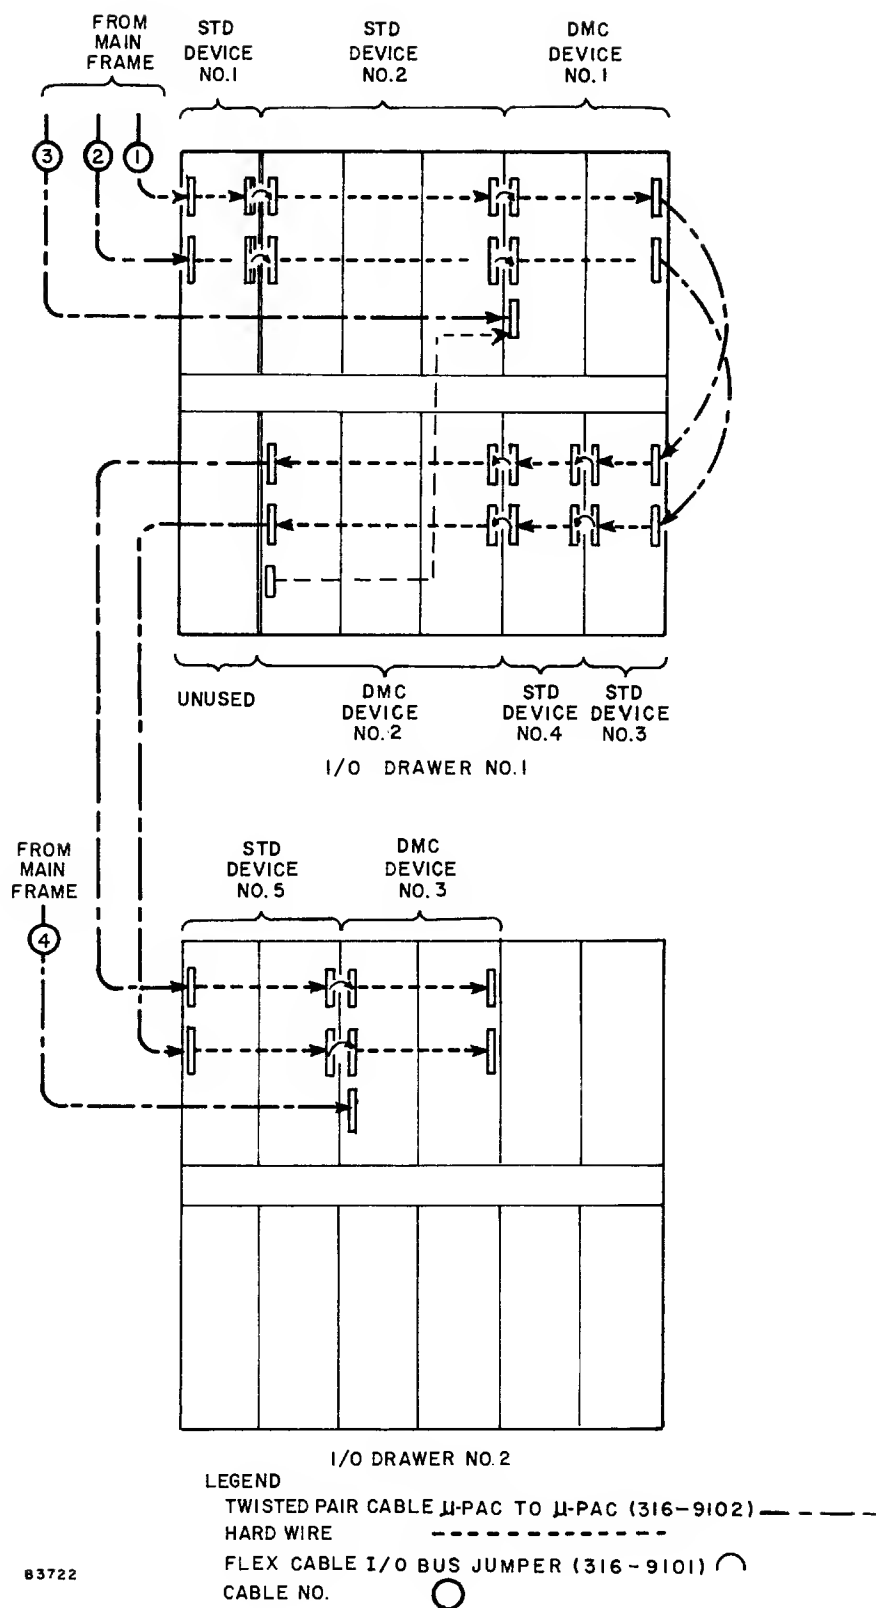 FROM
MAIN
FRAME
STD
DEVICE
NO.1
STD
DEVICE
NO.2
DMC
DEVICE
NO.1
3
2
1
UNUSED
DMC
DEVICE
NO.2
STD
DEVICE
NO.4
STD
DEVICE
NO.3
I/O DRAWER NO.1
FROM
MAIN
FRAME
4
STD
DEVICE
NO.5
DMC
DEVICE
NO.3
I/O DRAWER NO.2
LEGEND
TWISTED PAIR CABLE μ-PAC TO μ-PAC (316-9102)
HARD WIRE
FLEX CABLE I/O BUS JUMPER (316-9101)
CABLE NO.
83722